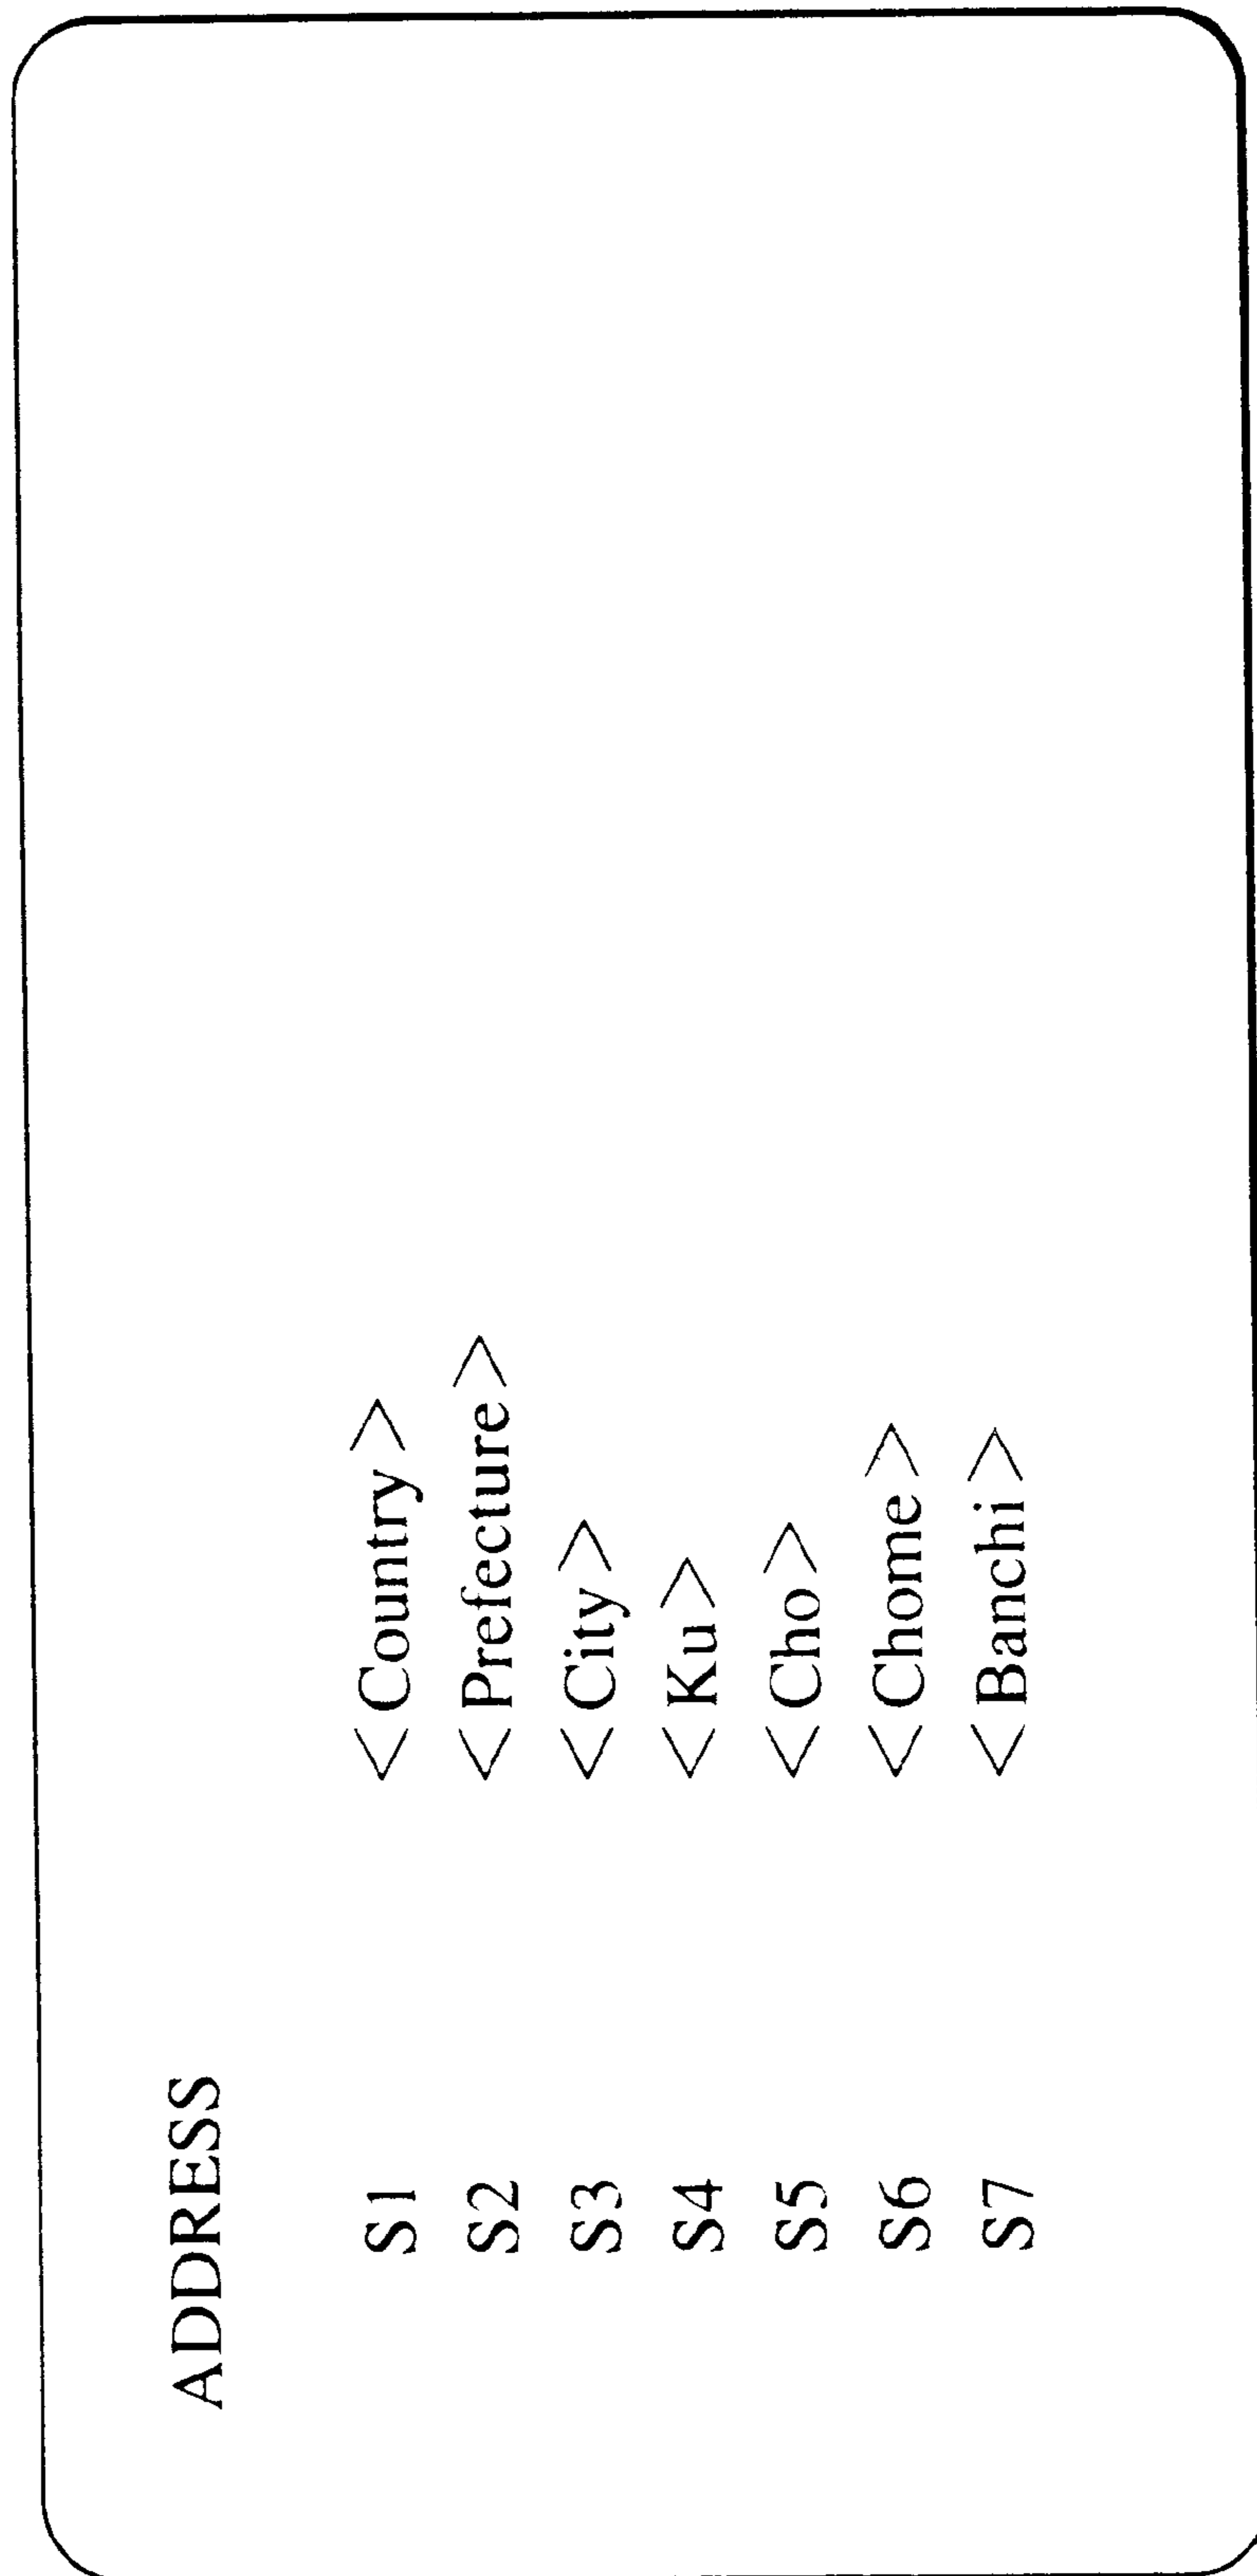 ADDRESS
S1 <Country>
S2 <Prefecture>
S3 <City>
S4 <Ku>
S5 <Cho>
S6 <Chome>
S7 <Banchi>